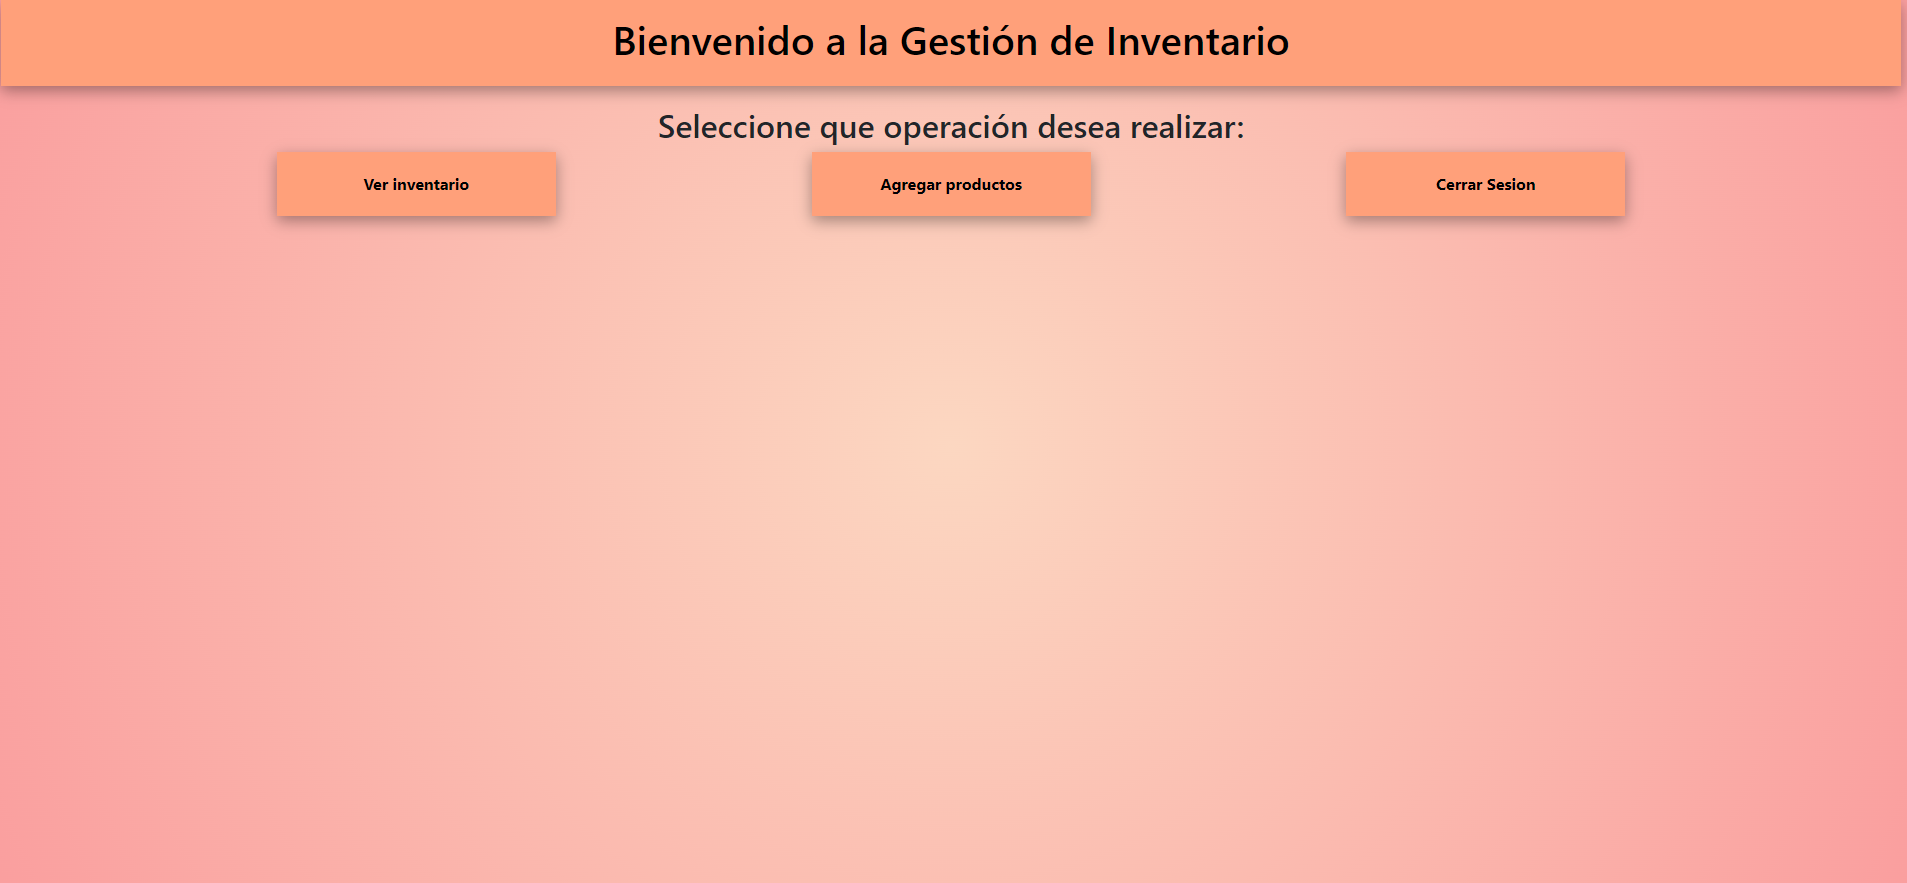 Bienvenido a la Gestión de Inventario
Seleccione que operación desea realizar:
Ver inventario
Agregar productos
Cerrar Sesion